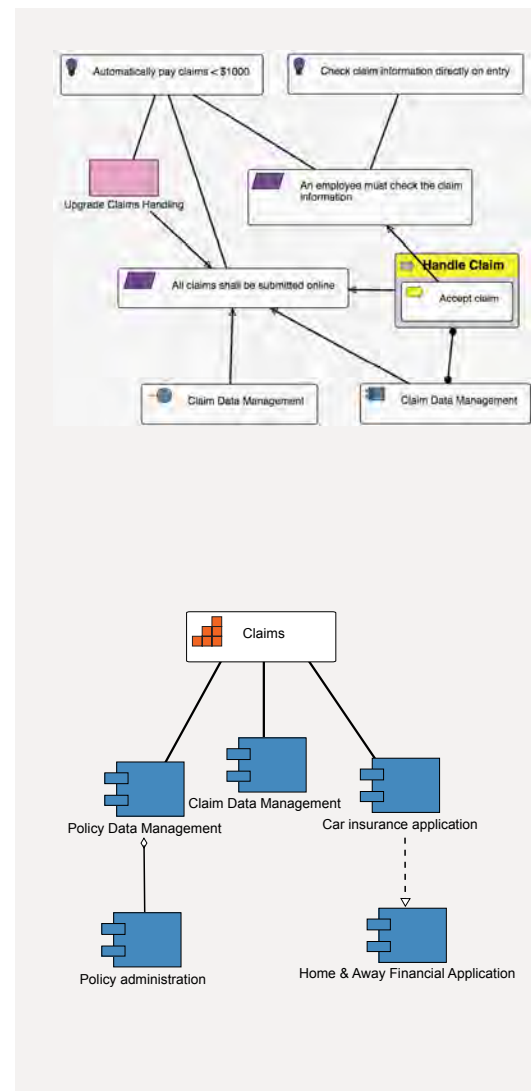 Automatically pay claims < $1000
Check claim information directly on entry
Upgrade Claims Handling
An employee must check the claim
information
Handle Claim
Accept claim
All claims shall be submitted online
Claim Data Management
Claim Data Management
Claims
Policy Data Management
Claim Data Management
Car insurance application
Policy administration
Home & Away Financial Application